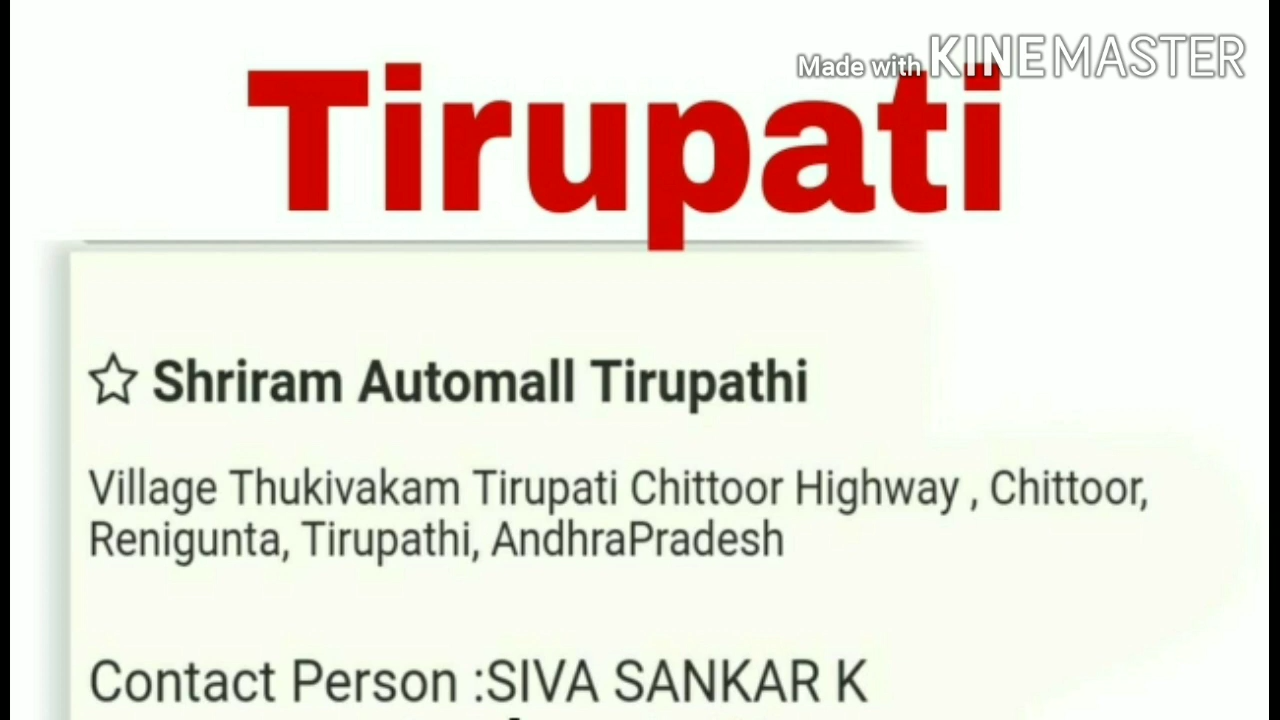 Made with KINEMASTER
Tirupati
Shriram Automall Tirupathi
Village Thukivakam Tirupati Chittoor Highway , Chittoor,
Renigunta, Tirupathi, AndhraPradesh
Contact Person :SIVA SANKAR K